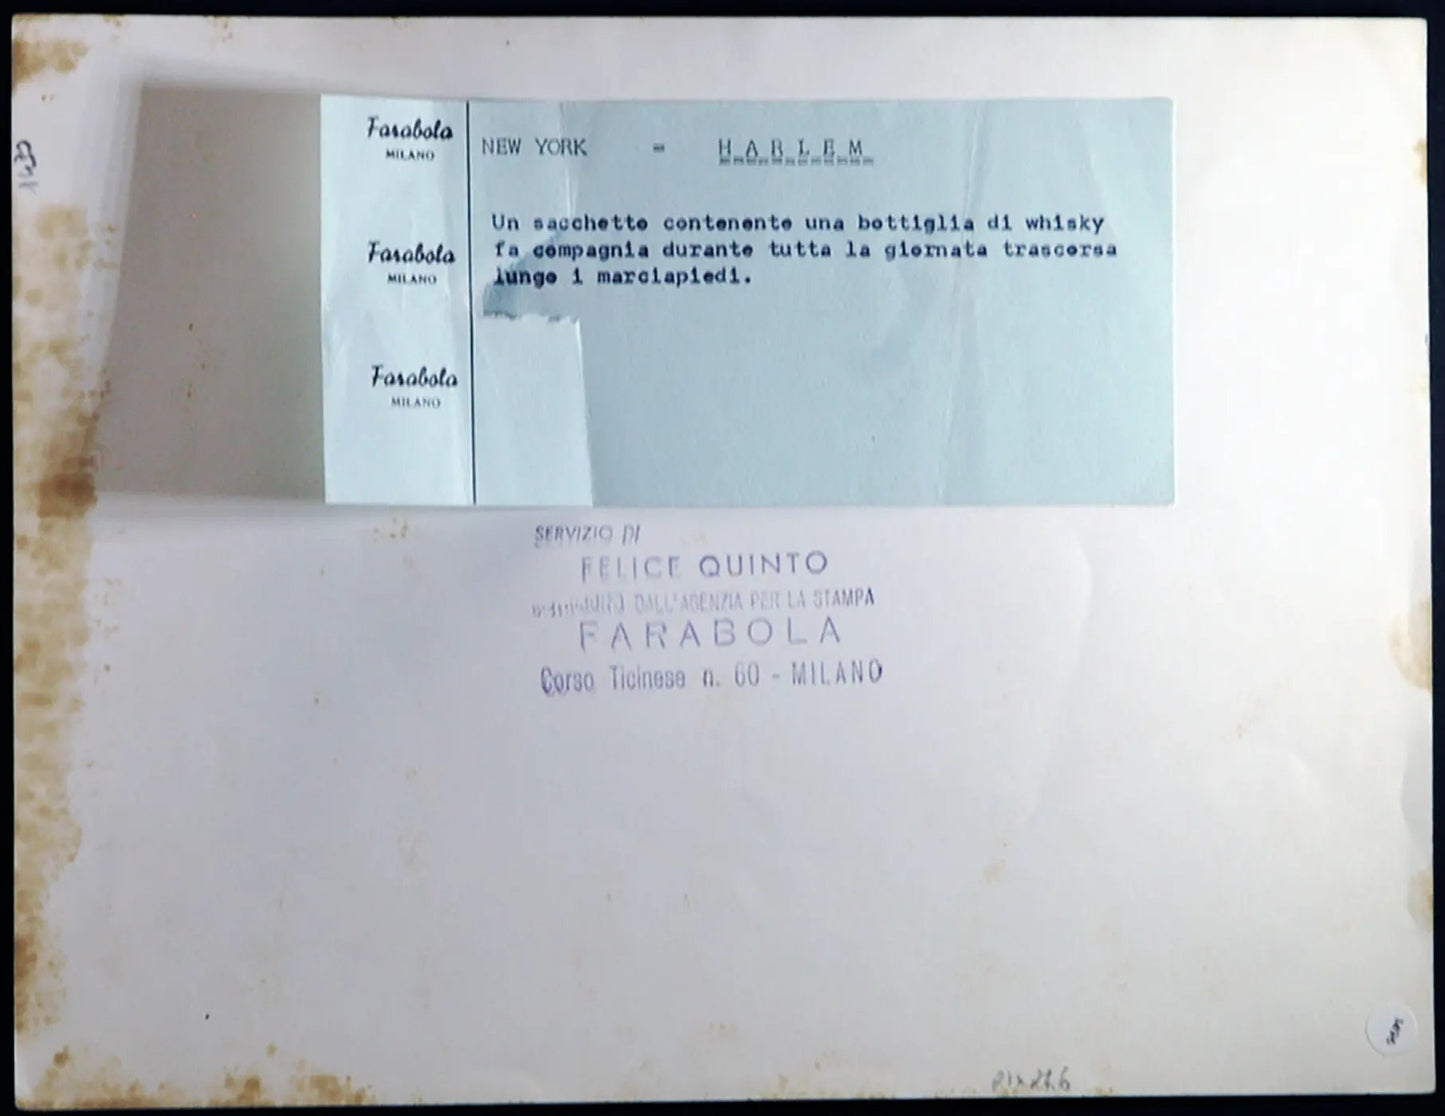 Farabola
MILANO
NEW YORK - HARLEM
Un sacchetto contenente una bottiglia di whisky
fa compagnia durante tutta la giornata trascorsa
lungo i marciapiedi.
Farabola
MILANO
Farabola
MILANO
SERVIZIO DI
FELICE QUINTO
DALL'AGENZIA PER LA STAMPA
FARABOLA
Corso Ticinese n. 60 - MILANO